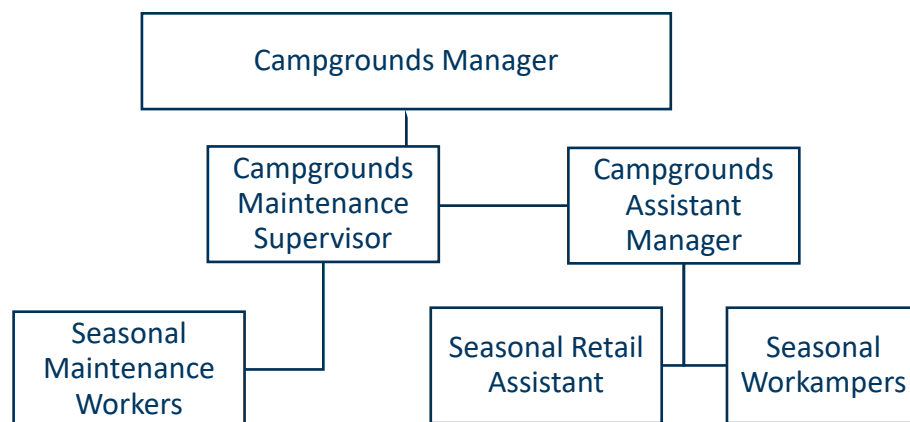 Campgrounds Manager
Campgrounds
Maintenance
Supervisor
Campgrounds
Assistant
Manager
Seasonal
Maintenance
Workers
Seasonal Retail
Assistant
Seasonal
Workampers